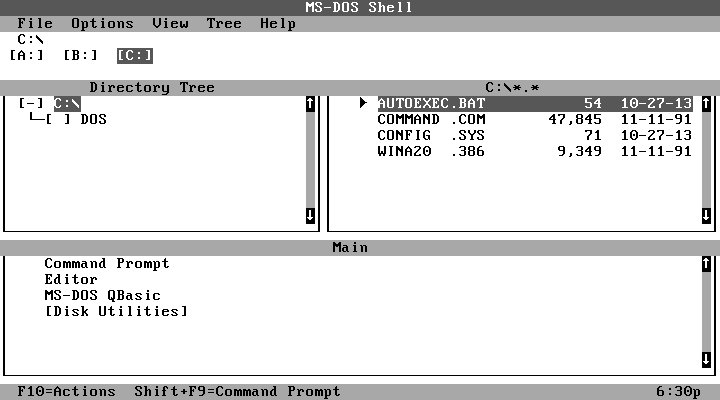 MS-DOS Shell
File Options View Tree Help
C:\
[A:] [B:] [C:]
Directory Tree
[-] C:\
[ ] DOS
C:\*.*
AUTOEXEC.BAT 54 10-27-13
COMMAND .COM 47,845 11-11-91
CONFIG .SYS 71 10-27-13
WINA20 .386 9,349 11-11-91
Main
Command Prompt
Editor
MS-DOS QBasic
[Disk Utilities]
F10=Actions Shift+F9=Command Prompt 6:30p